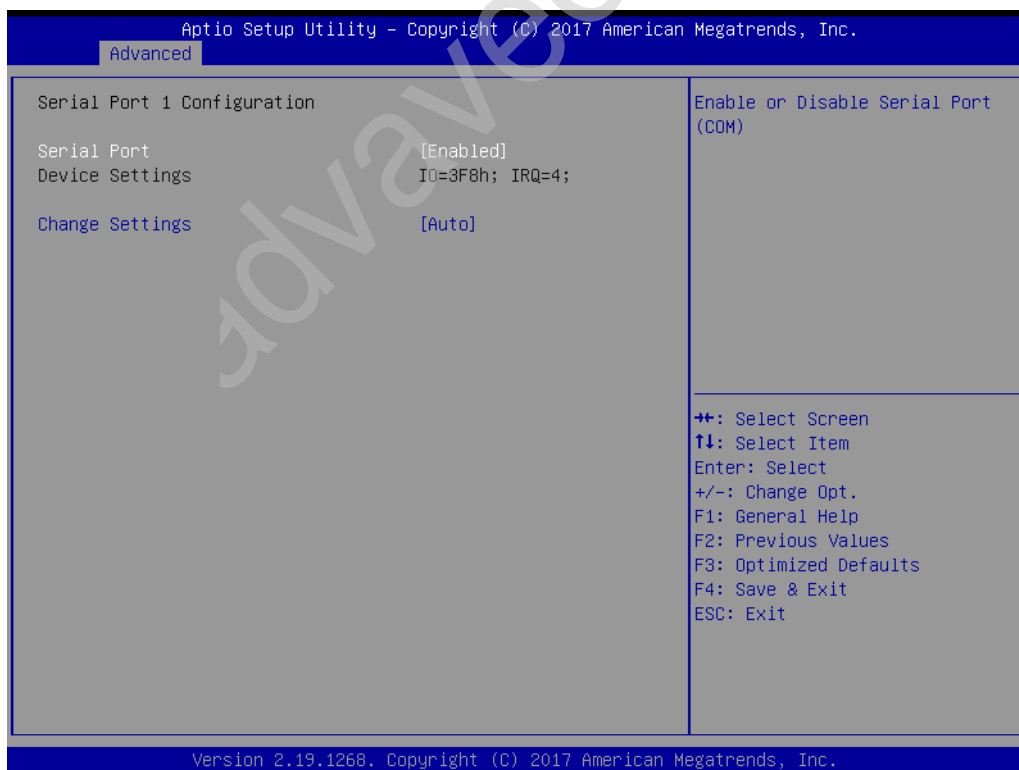 Aptio Setup Utility – Copyright (C) 2017 American Megatrends, Inc.
Advanced
Serial Port 1 Configuration
Serial Port [Enabled]
Device Settings IO=3F8h; IRQ=4;
Change Settings [Auto]
Enable or Disable Serial Port
(COM)
→←: Select Screen
↑↓: Select Item
Enter: Select
+/-: Change Opt.
F1: General Help
F2: Previous Values
F3: Optimized Defaults
F4: Save & Exit
ESC: Exit
Version 2.19.1268. Copyright (C) 2017 American Megatrends, Inc.